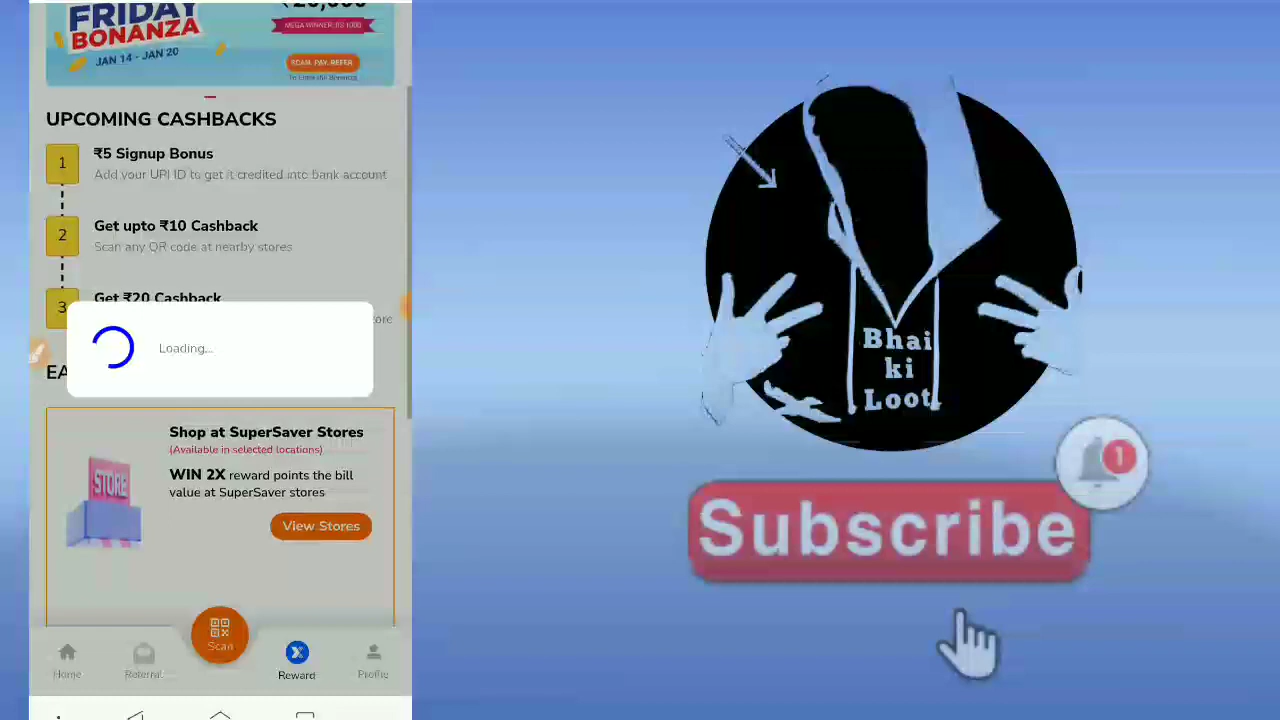 FRIDAY
BONANZA
JAN 14 - JAN 20
MEGA WINNER: RS 1000
SCAN. PAY. REFER
UPCOMING CASHBACKS
1
₹5 Signup Bonus
Add your UPI ID to get it credited into bank account
2
Get upto ₹10 Cashback
Scan any QR code at nearby stores
3
Get ₹20 Cashback
tore
Loading...
EA
STORE
Shop at SuperSaver Stores
(Available in selected locations)
WIN 2X reward points the bill
value at SuperSaver stores
View Stores
Home
Referral
Scan
Reward
Profile
Bhai
ki
Loot
1
Subscribe